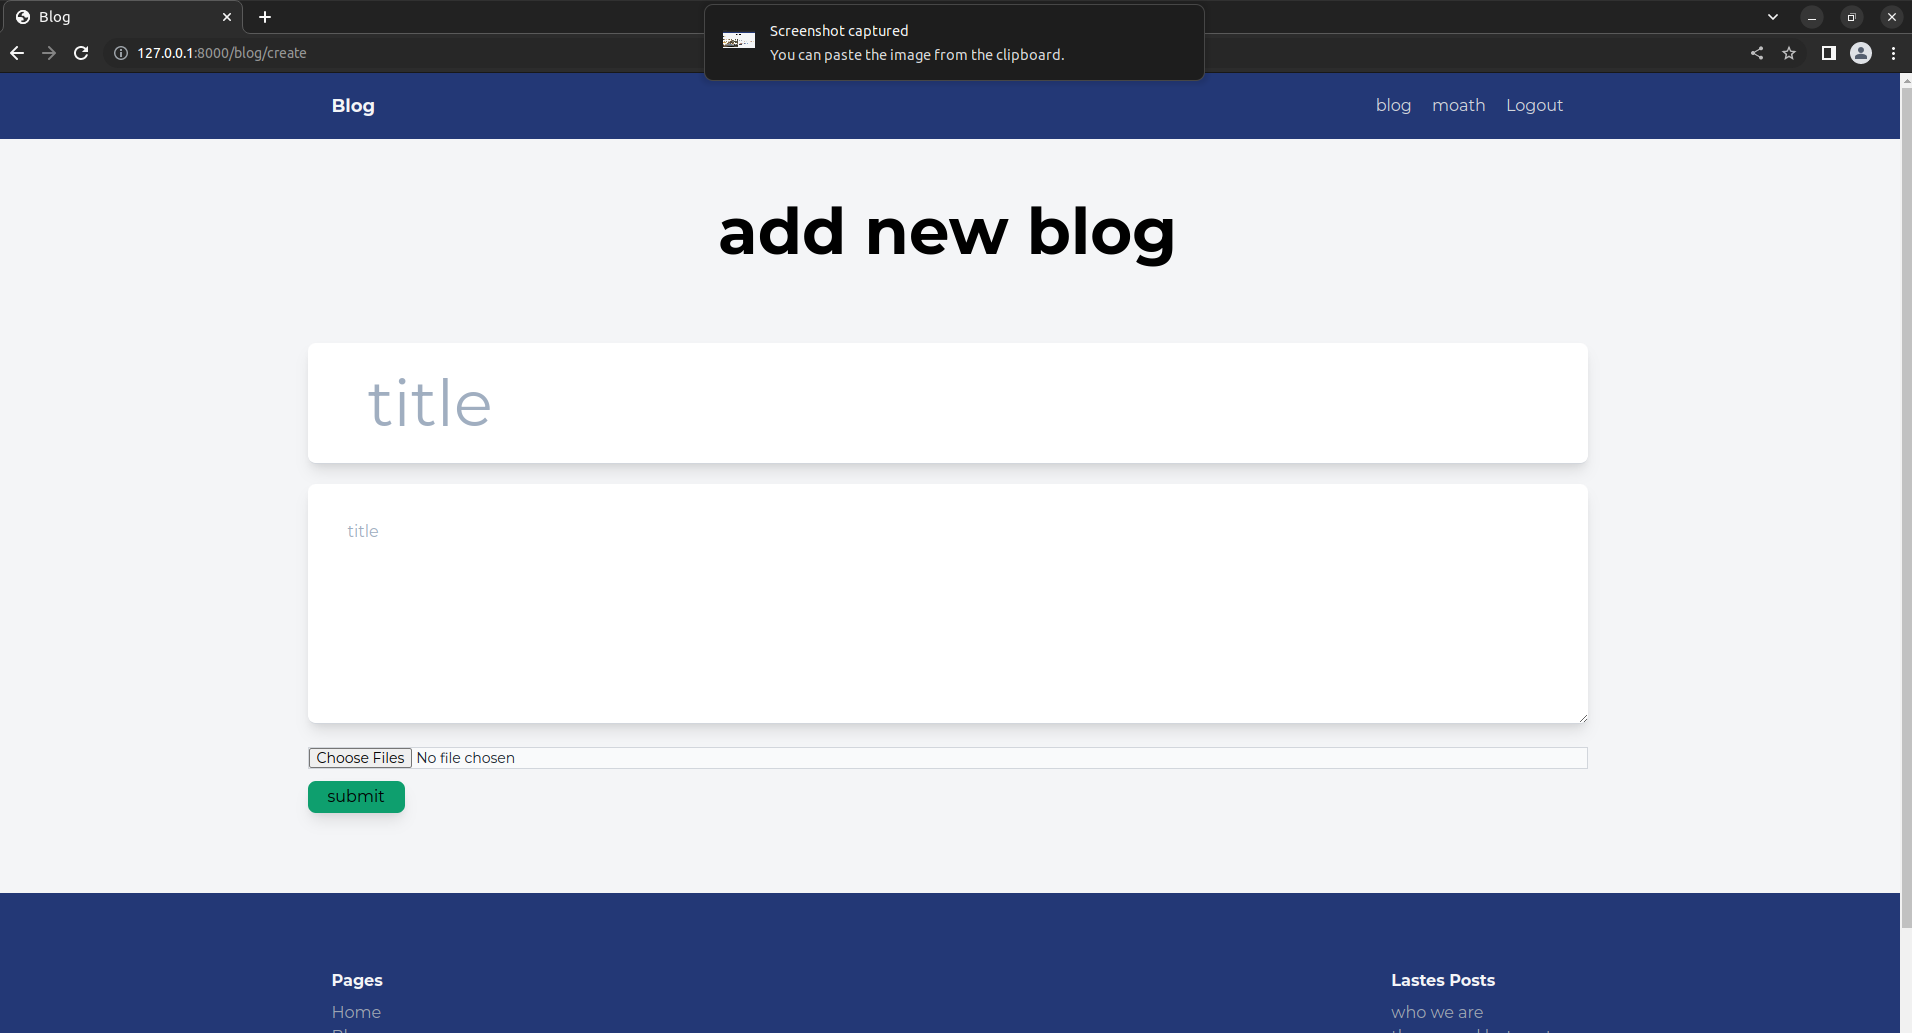 Blog
Screenshot captured
You can paste the image from the clipboard.
127.0.0.1:8000/blog/create
Blog
blog moath Logout
add new blog
title
title
Choose Files No file chosen
submit
Pages
Lastes Posts
Home
who we are